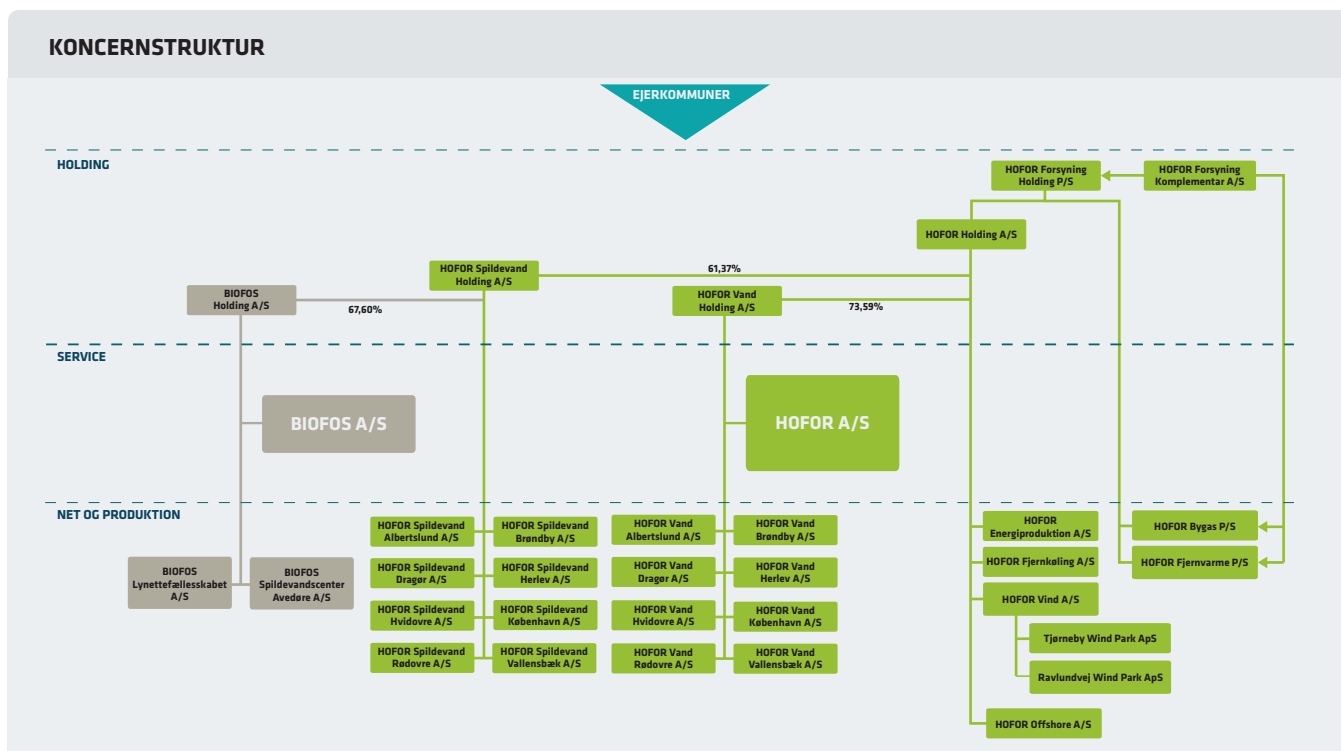 KONCERNSTRUKTUR
EJERKOMMUNER
HOLDING
HOFOR Forsyning
Holding P/S
HOFOR Forsyning
Komplementar A/S
HOFOR Holding A/S
HOFOR Spildevand
Holding A/S
61,37%
BIOFOS
Holding A/S
67,60%
HOFOR Vand
Holding A/S
73,59%
SERVICE
BIOFOS A/S
HOFOR A/S
NET OG PRODUKTION
BIOFOS
Lynettefællesskabet
A/S
BIOFOS
Spildevandscenter
Avedøre A/S
HOFOR Spildevand
Albertslund A/S
HOFOR Spildevand
Brøndby A/S
HOFOR Spildevand
Dragør A/S
HOFOR Spildevand
Herlev A/S
HOFOR Spildevand
Hvidovre A/S
HOFOR Spildevand
København A/S
HOFOR Spildevand
Rødovre A/S
HOFOR Spildevand
Vallensbæk A/S
HOFOR Vand
Albertslund A/S
HOFOR Vand
Brøndby A/S
HOFOR Vand
Dragør A/S
HOFOR Vand
Herlev A/S
HOFOR Vand
Hvidovre A/S
HOFOR Vand
København A/S
HOFOR Vand
Rødovre A/S
HOFOR Vand
Vallensbæk A/S
HOFOR
Energiproduktion A/S
HOFOR Fjernkøling A/S
HOFOR Vind A/S
Tjørneby Wind Park ApS
Ravlundvej Wind Park ApS
HOFOR Offshore A/S
HOFOR Bygas P/S
HOFOR Fjernvarme P/S